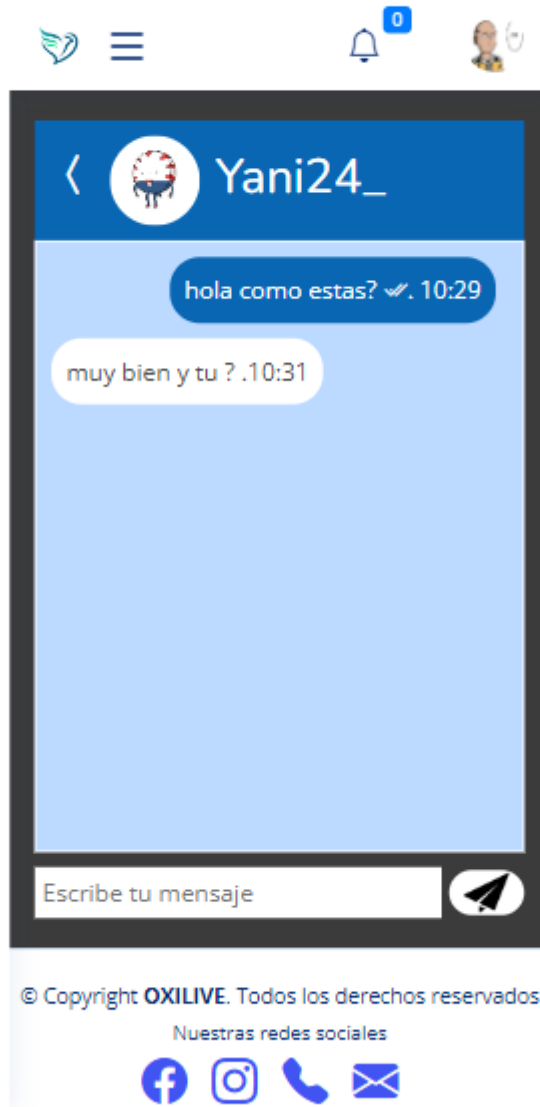 0
Yani24_
hola como estas? . 10:29
muy bien y tu ? .10:31
Escribe tu mensaje
© Copyright OXILIVE. Todos los derechos reservados
Nuestras redes sociales